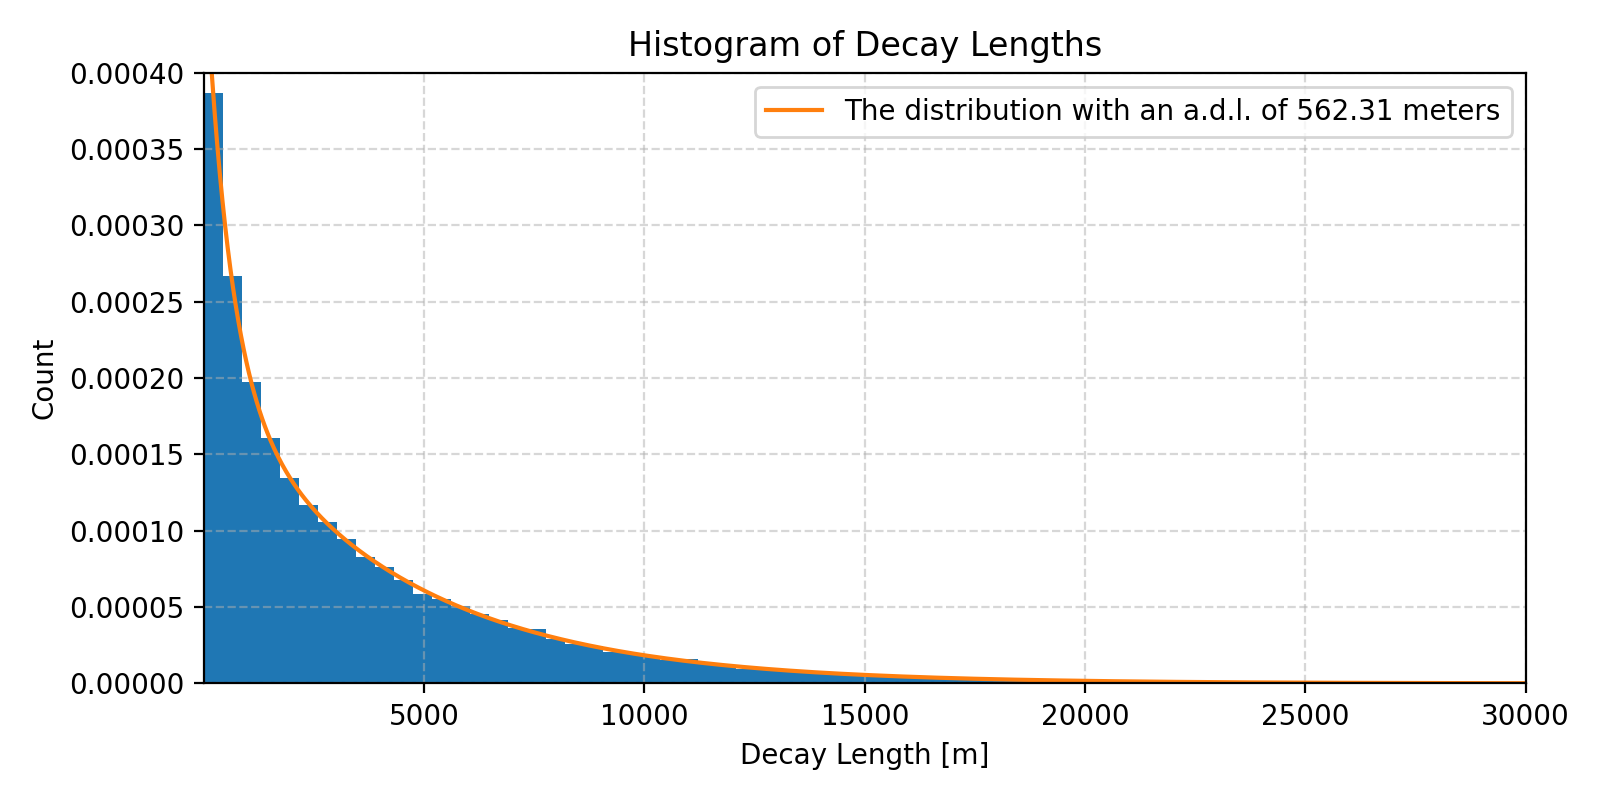 Histogram of Decay Lengths
The distribution with an a.d.l. of 562.31 meters
Count
0.00040
0.00035
0.00030
0.00025
0.00020
0.00015
0.00010
0.00005
0.00000
5000 10000 15000 20000 25000 30000
Decay Length [m]